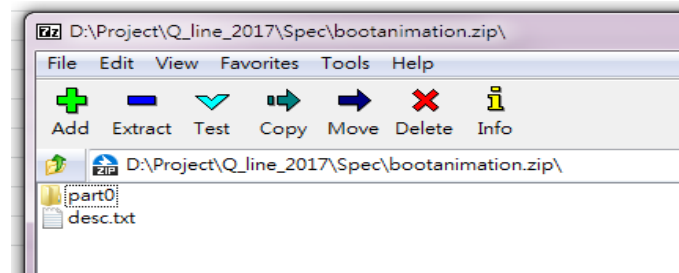 7z D:\Project\Q_line_2017\Spec\bootanimation.zip\
File Edit View Favorites Tools Help
Add Extract Test Copy Move Delete Info
ZIP D:\Project\Q_line_2017\Spec\bootanimation.zip\
part0
desc.txt